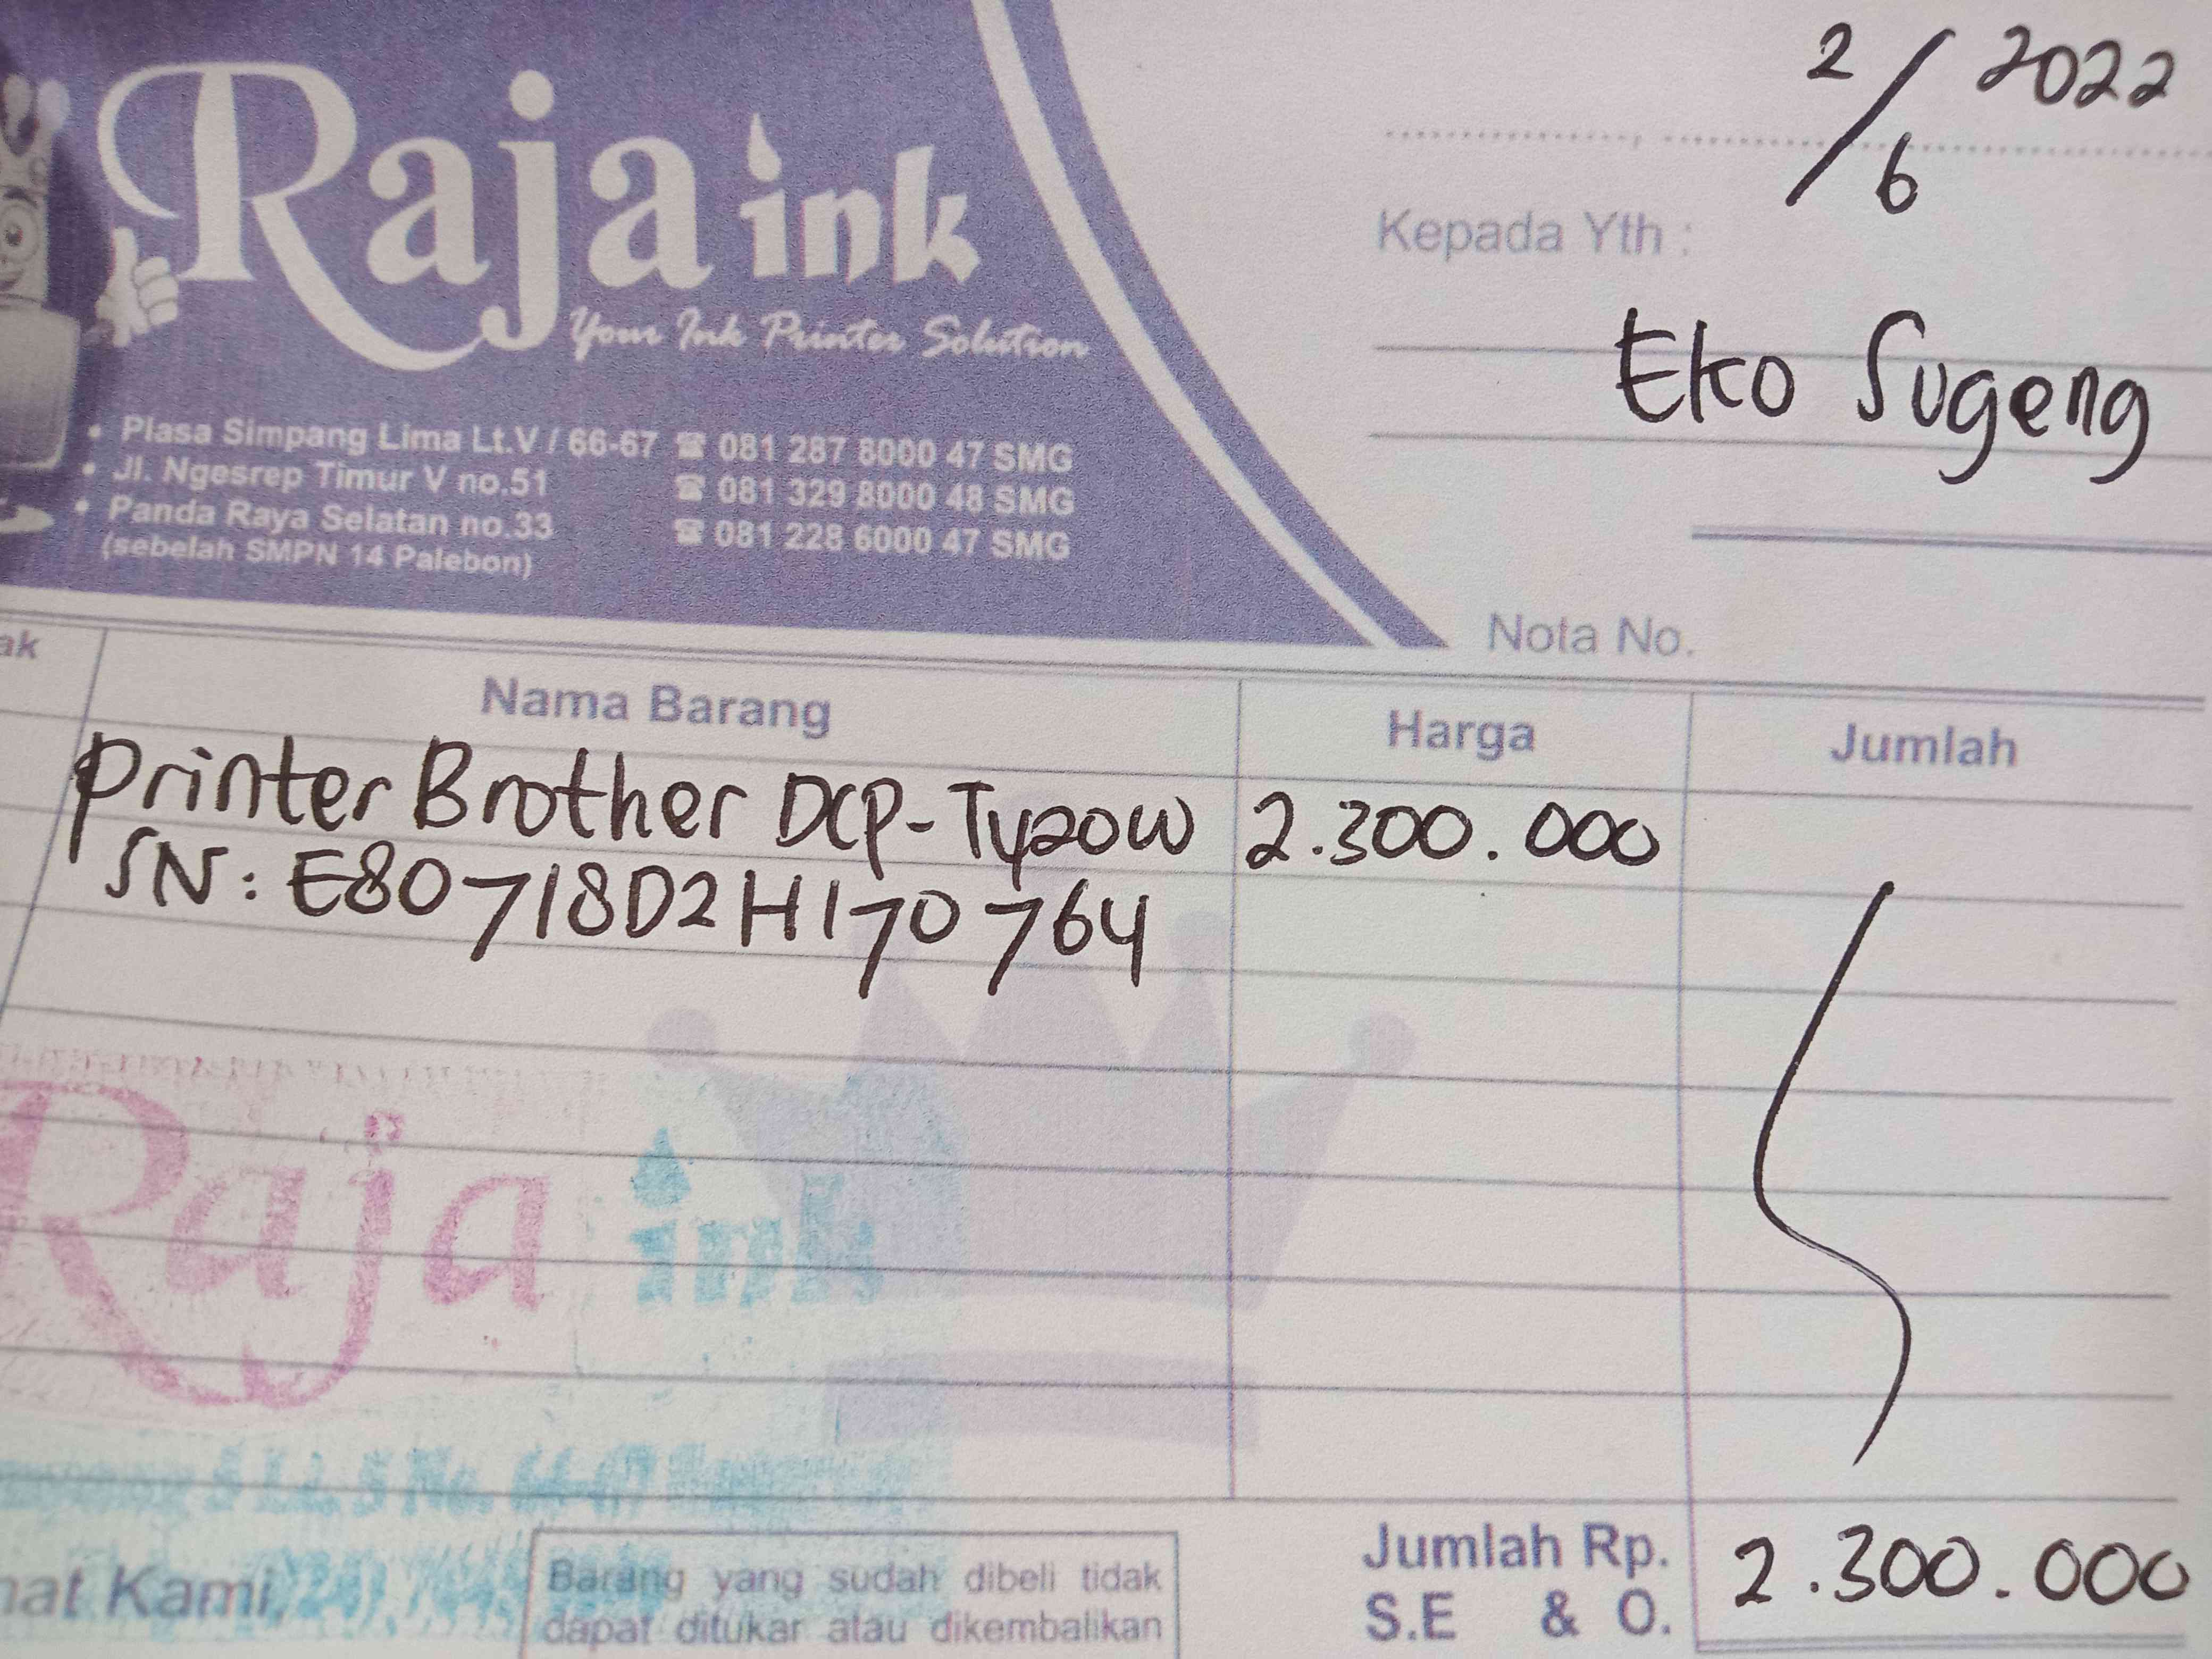 Raja ink
Your Ink Printer Solution
• Plasa Simpang Lima Lt.V / 66-67 ☎ 081 287 8000 47 SMG
• Jl. Ngesrep Timur V no.51 ☎ 081 329 8000 48 SMG
• Panda Raya Selatan no.33 ☎ 081 228 6000 47 SMG
(sebelah SMPN 14 Palebon)
2/6 2022
Kepada Yth :
Eko Sugeng
Nota No.
ak Nama Barang Harga Jumlah
Printer Brother DCP-T420W 2.300.000
SN: E80718D2H170764
Raja ink
Jumlah Rp. 2.300.000
S.E & O.
mat Kami,
Barang yang sudah dibeli tidak
dapat ditukar atau dikembalikan